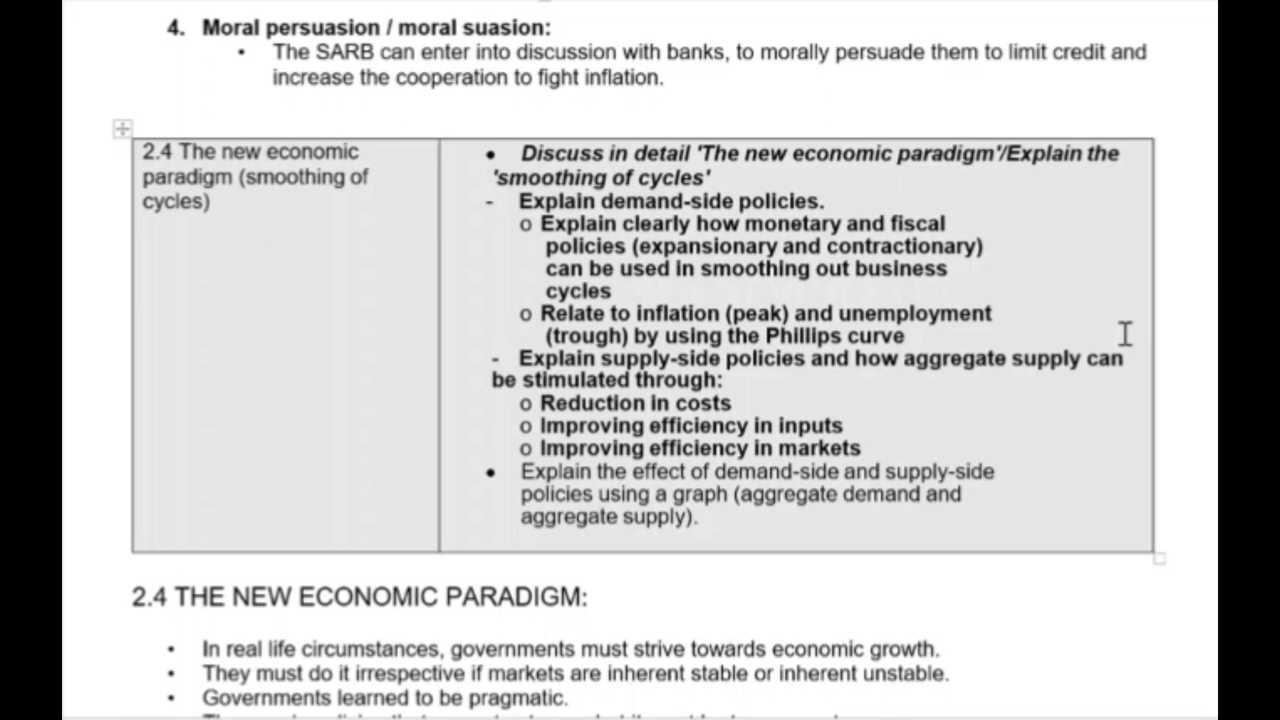 4. Moral persuasion / moral suasion:
• The SARB can enter into discussion with banks, to morally persuade them to limit credit and
increase the cooperation to fight inflation.
2.4 The new economic
paradigm (smoothing of
cycles)
• Discuss in detail 'The new economic paradigm'/Explain the
'smoothing of cycles'
- Explain demand-side policies.
o Explain clearly how monetary and fiscal
policies (expansionary and contractionary)
can be used in smoothing out business
cycles
o Relate to inflation (peak) and unemployment
(trough) by using the Phillips curve
- Explain supply-side policies and how aggregate supply can
be stimulated through:
o Reduction in costs
o Improving efficiency in inputs
o Improving efficiency in markets
• Explain the effect of demand-side and supply-side
policies using a graph (aggregate demand and
aggregate supply).
2.4 THE NEW ECONOMIC PARADIGM:
• In real life circumstances, governments must strive towards economic growth.
• They must do it irrespective if markets are inherent stable or inherent unstable.
• Governments learned to be pragmatic.